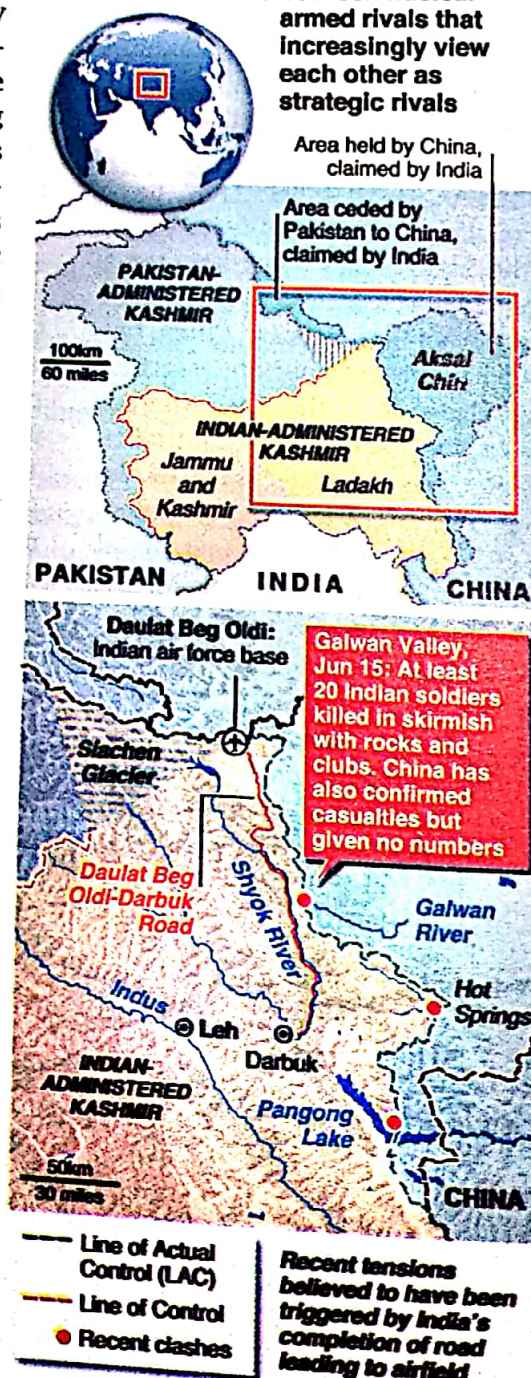 armed rivals that
increasingly view
each other as
strategic rivals
Area held by China,
claimed by India
Area ceded by
Pakistan to China,
claimed by India
PAKISTAN-
ADMINISTERED
KASHMIR
100km
60 miles
Aksai
Chin
INDIAN-ADMINISTERED
KASHMIR
Jammu
and
Kashmir
Ladakh
PAKISTAN
INDIA
CHINA
Daulat Beg Oldi:
Indian air force base
Galwan Valley,
Jun 15: At least
20 Indian soldiers
killed in skirmish
with rocks and
clubs. China has
also confirmed
casualties but
given no numbers
Siachen
Glacier
Daulat Beg
Oldi-Darbuk
Road
Shyok River
Galwan
River
Indus
Leh
Darbuk
Hot
Springs
INDIAN-
ADMINISTERED
KASHMIR
Pangong
Lake
50km
30 miles
CHINA
Line of Actual
Control (LAC)
Line of Control
Recent clashes
Recent tensions
believed to have been
triggered by India's
completion of road
leading to airfield